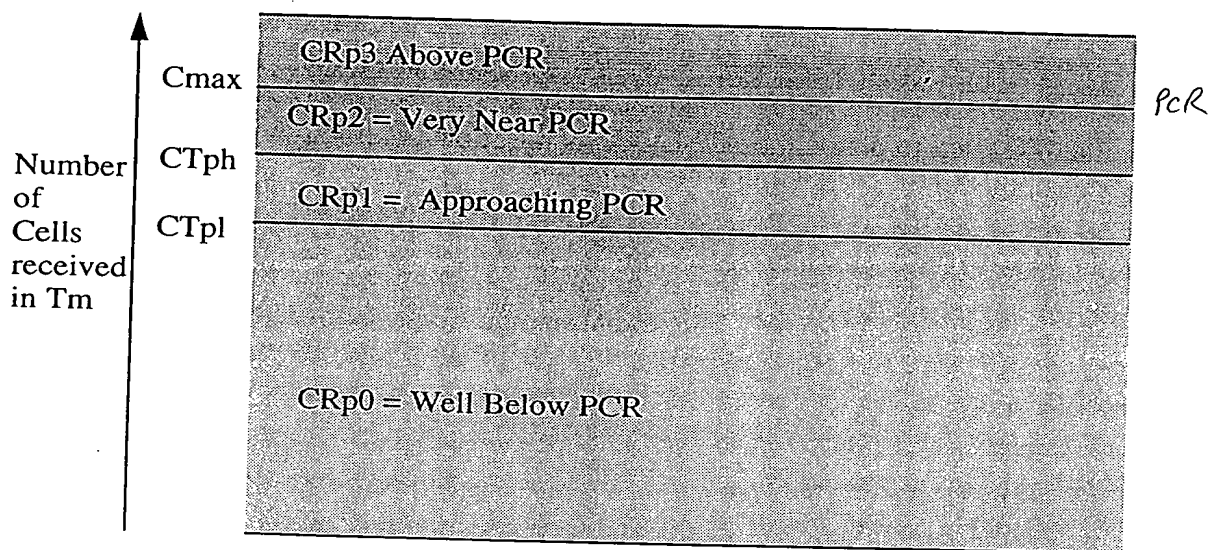 CRp3 Above PCR
Cmax
PCR
CRp2 = Very Near PCR
CTph
Number
of
Cells
received
in Tm
CRp1 = Approaching PCR
CTpl
CRp0 = Well Below PCR